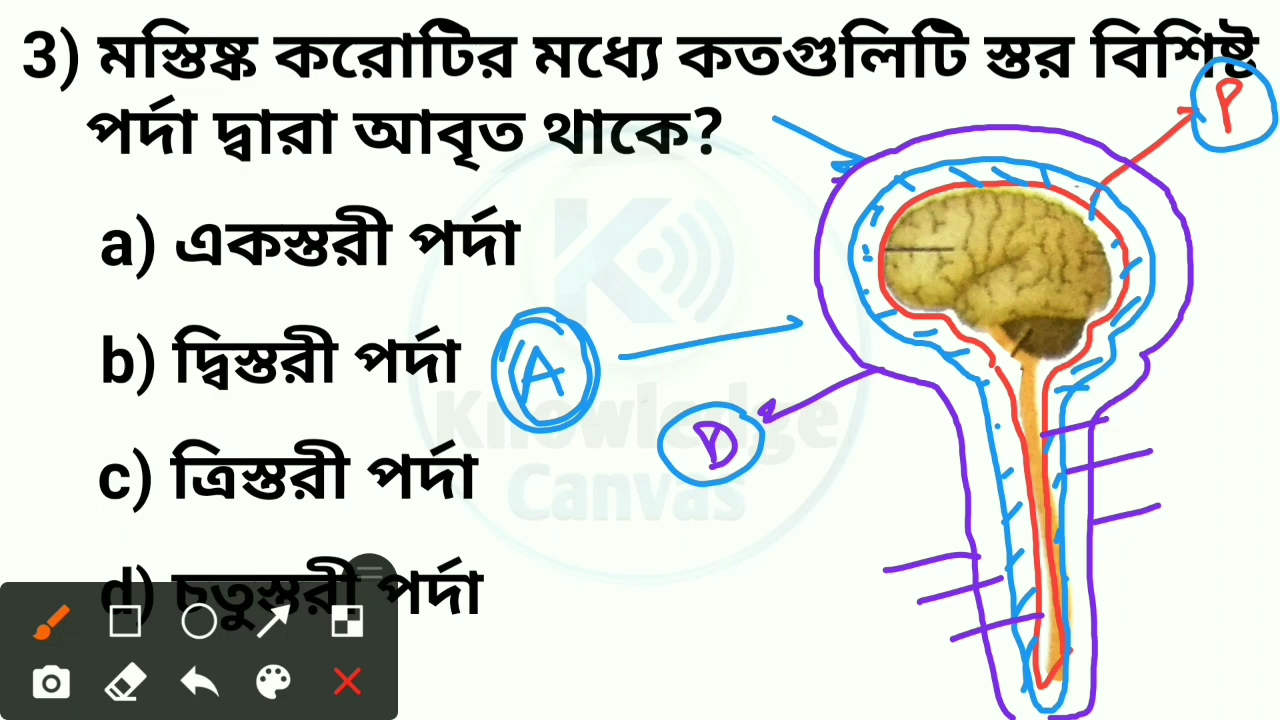 3) মস্তিষ্ক করোটির মধ্যে কতগুলিটি স্তর বিশিষ্ট
পর্দা দ্বারা আবৃত থাকে?
P
a) একস্তরী পর্দা
b) দ্বিস্তরী পর্দা
A
D
Knowledge
Canvas
c) ত্রিস্তরী পর্দা
d) চতুস্তরী পর্দা